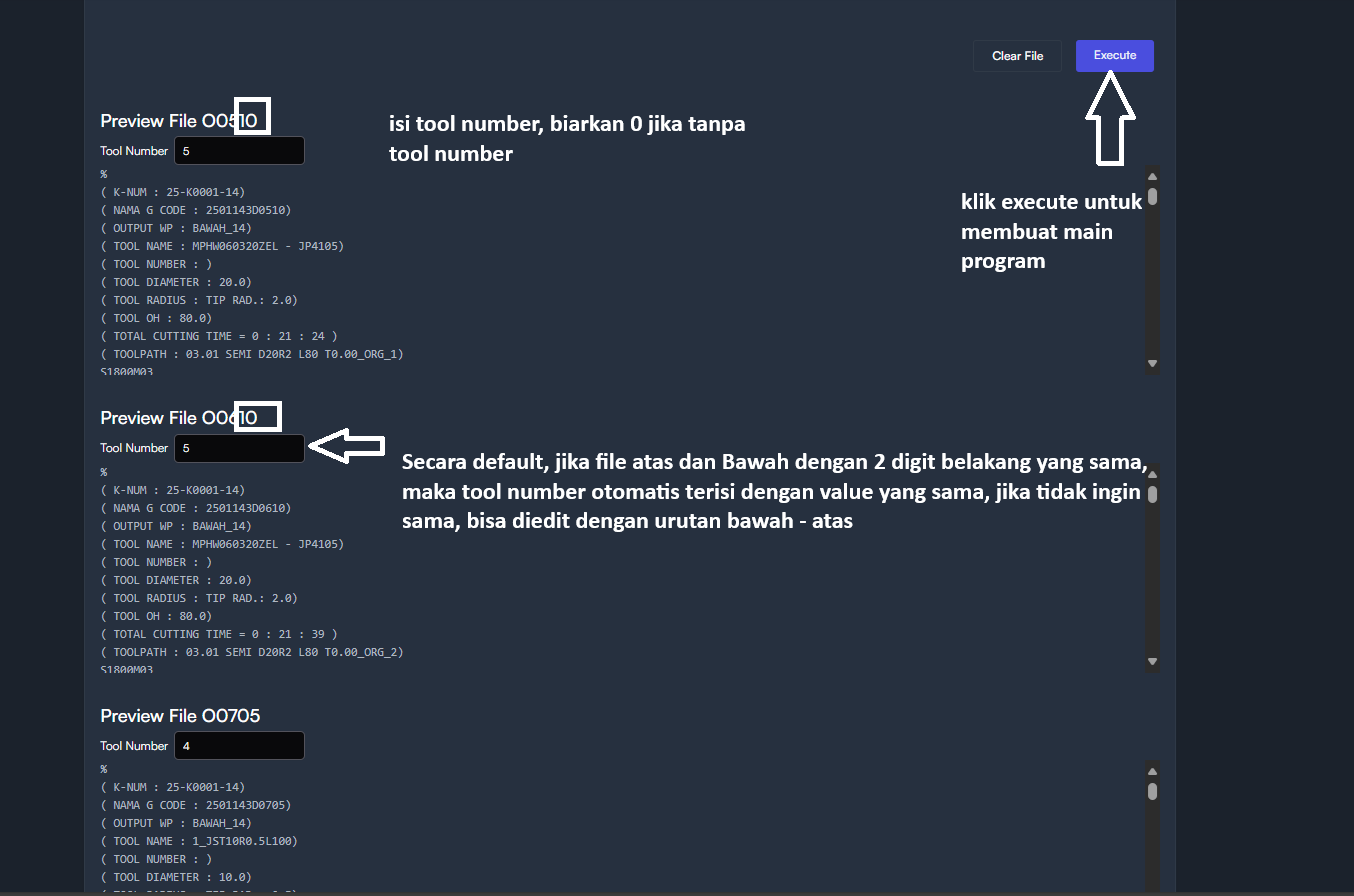 Clear File
Execute
Preview File O0510
isi tool number, biarkan 0 jika tanpa
tool number
Tool Number 5
%
( K-NUM : 25-K0001-14)
( NAMA G CODE : 2501143D0510)
( OUTPUT WP : BAWAH_14)
( TOOL NAME : MPHW060320ZEL - JP4105)
( TOOL NUMBER : )
( TOOL DIAMETER : 20.0)
( TOOL RADIUS : TIP RAD.: 2.0)
( TOOL OH : 80.0)
( TOTAL CUTTING TIME = 0 : 21 : 24 )
( TOOLPATH : 03.01 SEMI D20R2 L80 T0.00_ORG_1)
S1800M03
klik execute untuk
membuat main
program
Preview File O0610
Tool Number 5
Secara default, jika file atas dan Bawah dengan 2 digit belakang yang sama,
maka tool number otomatis terisi dengan value yang sama, jika tidak ingin
sama, bisa diedit dengan urutan bawah - atas
%
( K-NUM : 25-K0001-14)
( NAMA G CODE : 2501143D0610)
( OUTPUT WP : BAWAH_14)
( TOOL NAME : MPHW060320ZEL - JP4105)
( TOOL NUMBER : )
( TOOL DIAMETER : 20.0)
( TOOL RADIUS : TIP RAD.: 2.0)
( TOOL OH : 80.0)
( TOTAL CUTTING TIME = 0 : 21 : 39 )
( TOOLPATH : 03.01 SEMI D20R2 L80 T0.00_ORG_2)
S1800M03
Preview File O0705
Tool Number 4
%
( K-NUM : 25-K0001-14)
( NAMA G CODE : 2501143D0705)
( OUTPUT WP : BAWAH_14)
( TOOL NAME : 1_JST10R0.5L100)
( TOOL NUMBER : )
( TOOL DIAMETER : 10.0)